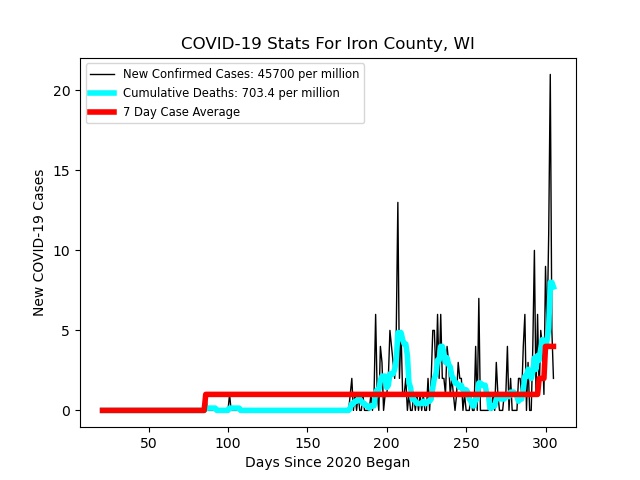 COVID-19 Stats For Iron County, WI
New Confirmed Cases: 45700 per million
Cumulative Deaths: 703.4 per million
7 Day Case Average
New COVID-19 Cases
20
15
10
5
0
50 100 150 200 250 300
Days Since 2020 Began